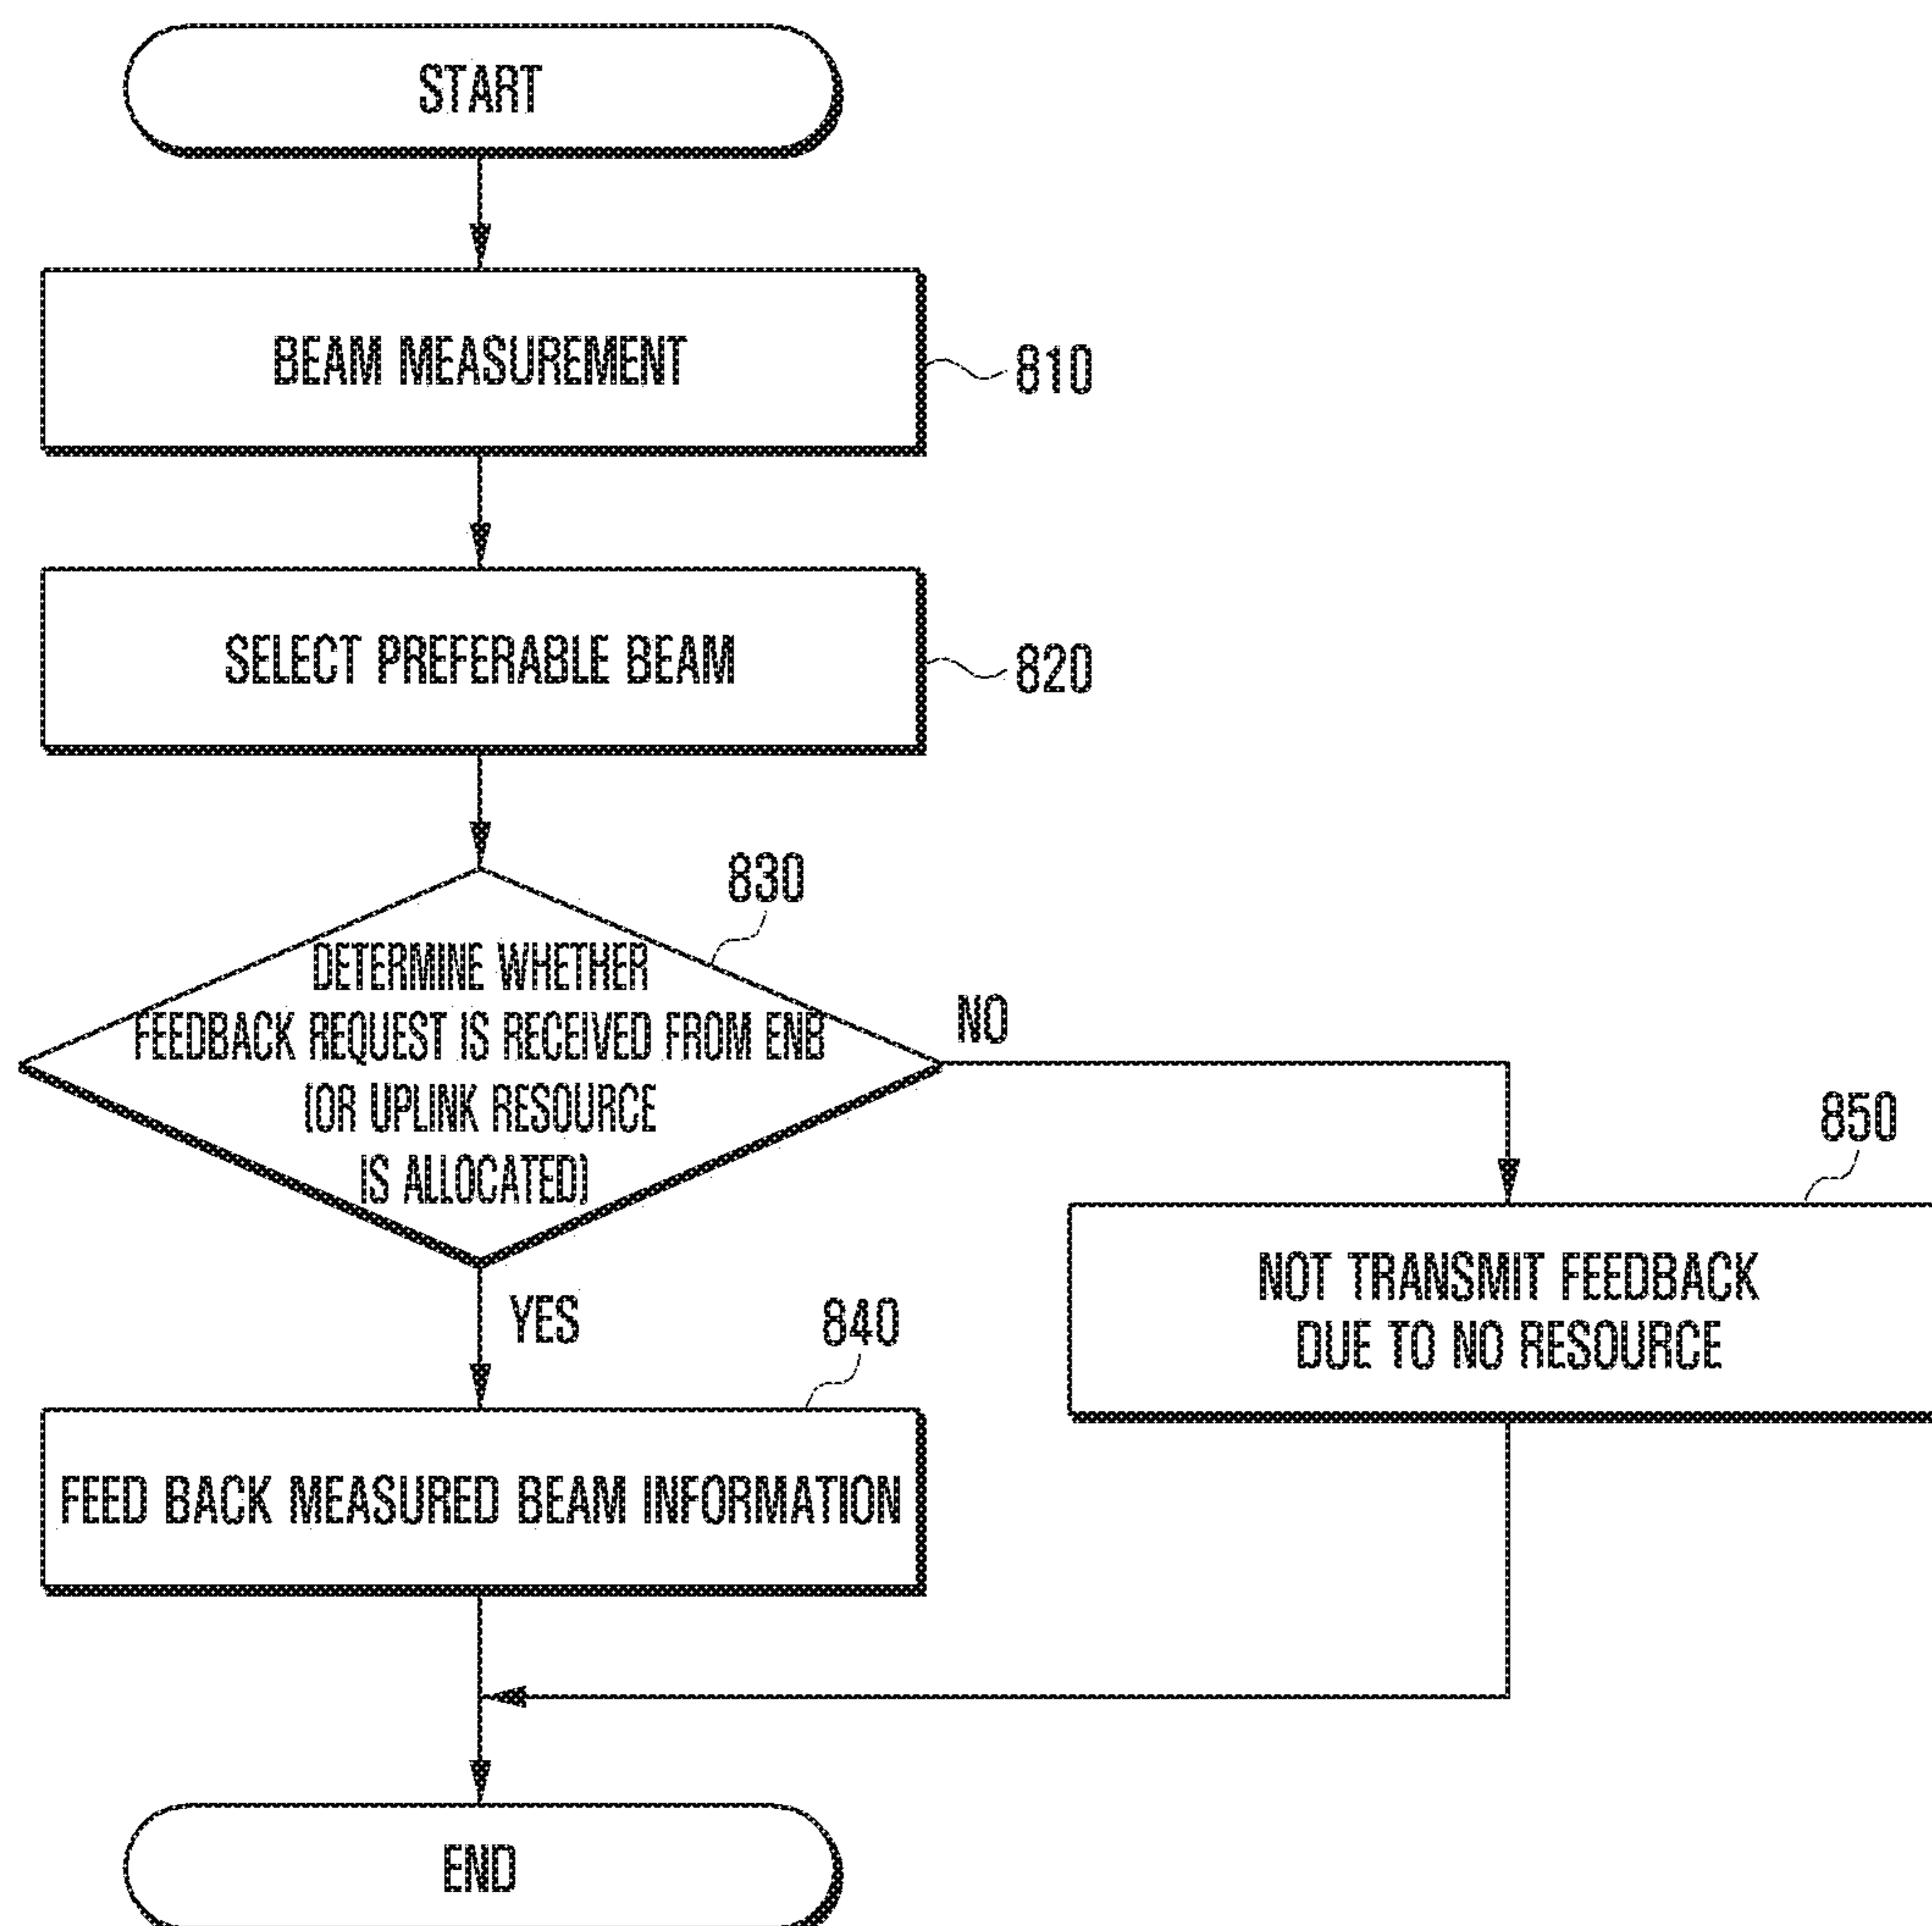 START
BEAM MEASUREMENT
810
SELECT PREFERABLE BEAM
820
830
DETERMINE WHETHER
FEEDBACK REQUEST IS RECEIVED FROM ENB
(OR UPLINK RESOURCE
IS ALLOCATED)
NO
850
NOT TRANSMIT FEEDBACK
DUE TO NO RESOURCE
YES
840
FEED BACK MEASURED BEAM INFORMATION
END